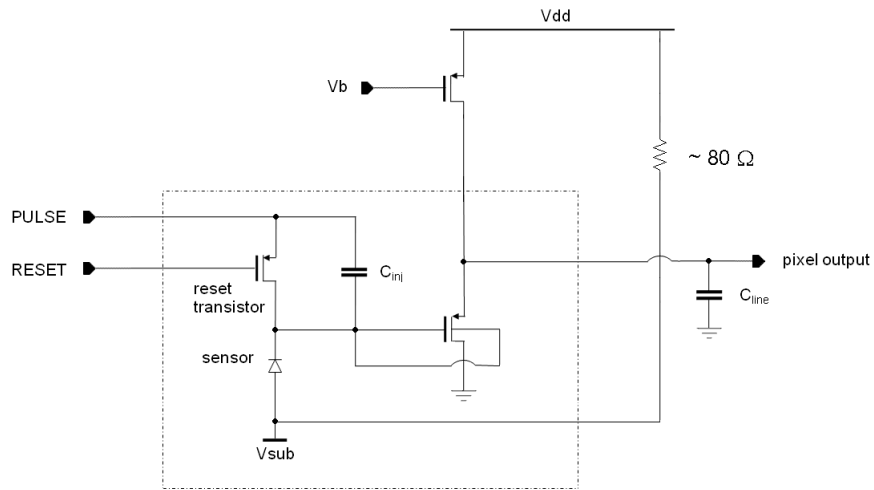 Vdd
Vb
~ 80 Ω
PULSE
RESET
Cinj
reset
transistor
pixel output
Cline
sensor
Vsub